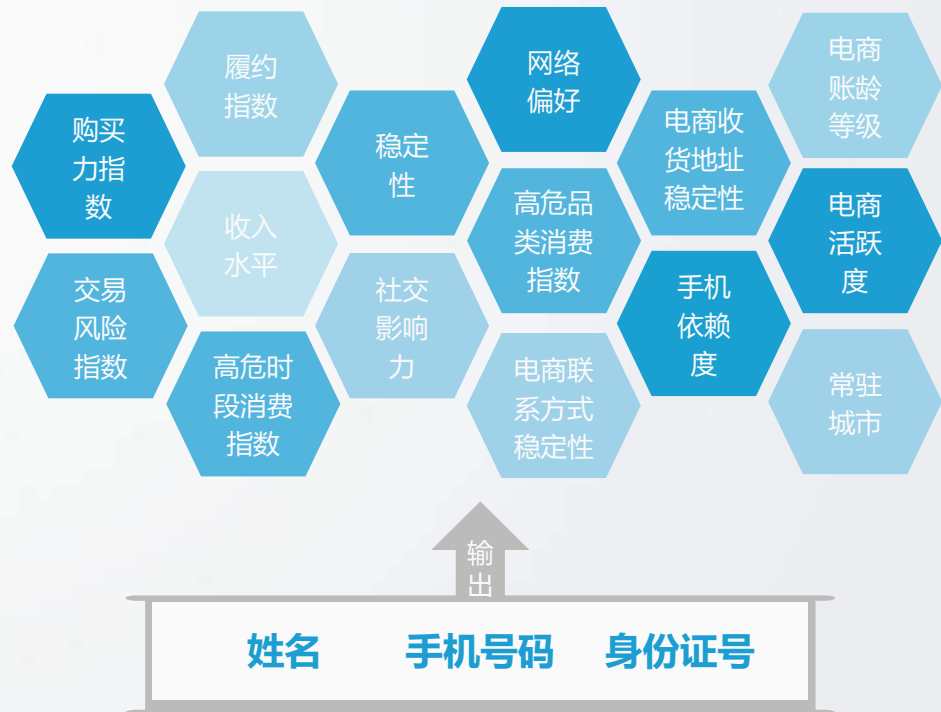 履约
指数
网络
偏好
电商
账龄
等级
购买
力指
数
稳定
性
电商收
货地址
稳定性
收入
水平
高危品
类消费
指数
电商
活跃
度
交易
风险
指数
社交
影响
力
手机
依赖
度
高危时
段消费
指数
电商联
系方式
稳定性
常驻
城市
输
出
姓名 手机号码 身份证号